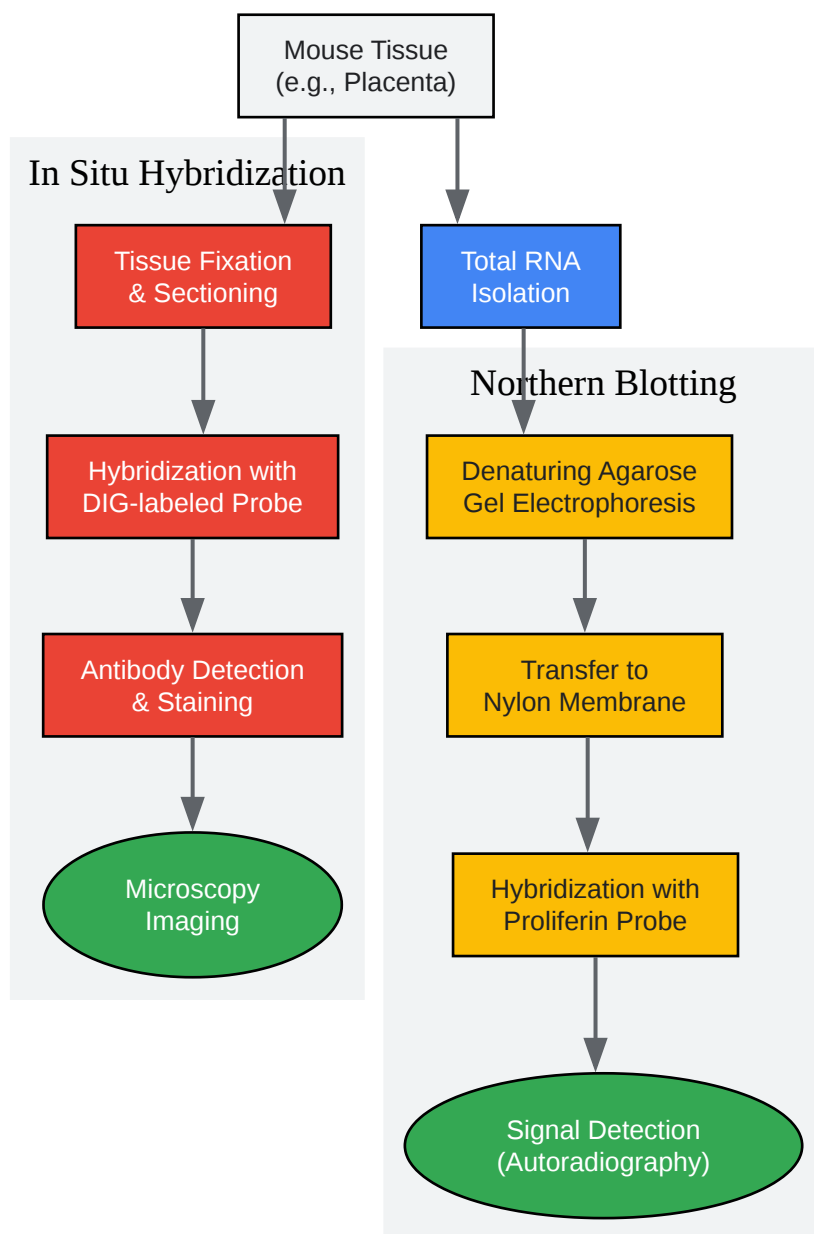 Mouse Tissue
(e.g., Placenta)
In Situ Hybridization
Tissue Fixation
& Sectioning
Hybridization with
DIG-labeled Probe
Antibody Detection
& Staining
Microscopy
Imaging
Total RNA
Isolation
Northern Blotting
Denaturing Agarose
Gel Electrophoresis
Transfer to
Nylon Membrane
Hybridization with
Proliferin Probe
Signal Detection
(Autoradiography)